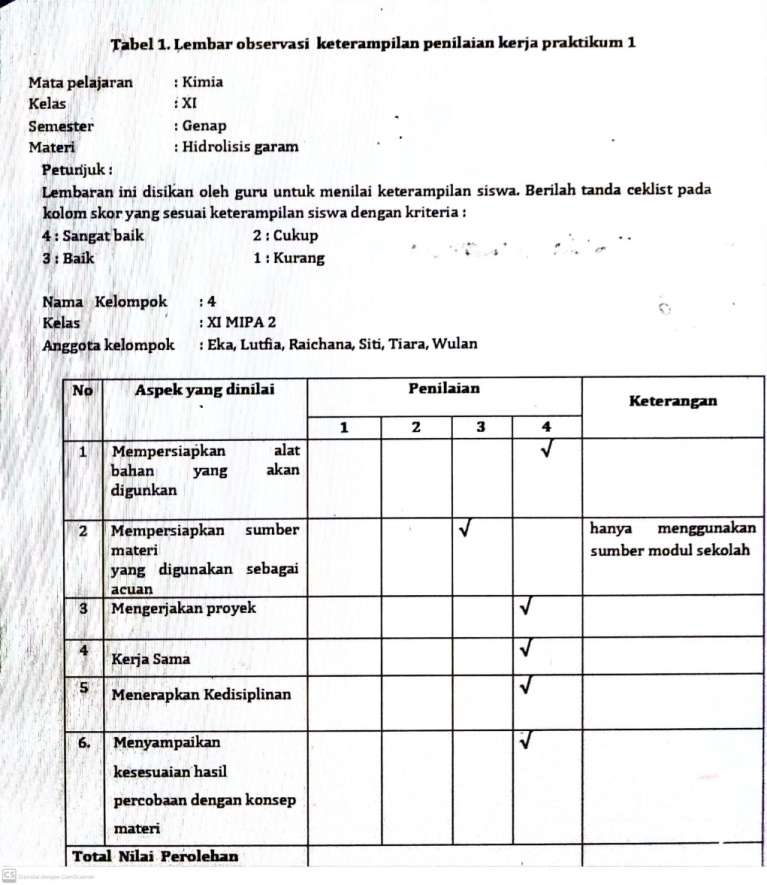 Tabel 1. Lembar observasi keterampilan penilaian kerja praktikum 1
Mata pelajaran : Kimia
Kelas : XI
Semester : Genap
Materi : Hidrolisis garam
Petunjuk :
Lembaran ini disikan oleh guru untuk menilai keterampilan siswa. Berilah tanda ceklist pada
kolom skor yang sesuai keterampilan siswa dengan kriteria :
4 : Sangat baik 2 : Cukup
3 : Baik 1 : Kurang
Nama Kelompok : 4
Kelas : XI MIPA 2
Anggota kelompok : Eka, Lutfia, Raichana, Siti, Tiara, Wulan
No Aspek yang dinilai Penilaian Keterangan
1 2 3 4
1 Mempersiapkan alat √
bahan yang akan
digunkan
2 Mempersiapkan sumber √ hanya menggunakan
materi sumber modul sekolah
yang digunakan sebagai
acuan
3 Mengerjakan proyek √
4 Kerja Sama √
5 Menerapkan Kedisiplinan √
6. Menyampaikan √
kesesuaian hasil
percobaan dengan konsep
materi
Total Nilai Perolehan
CS Dipindai dengan CamScanner